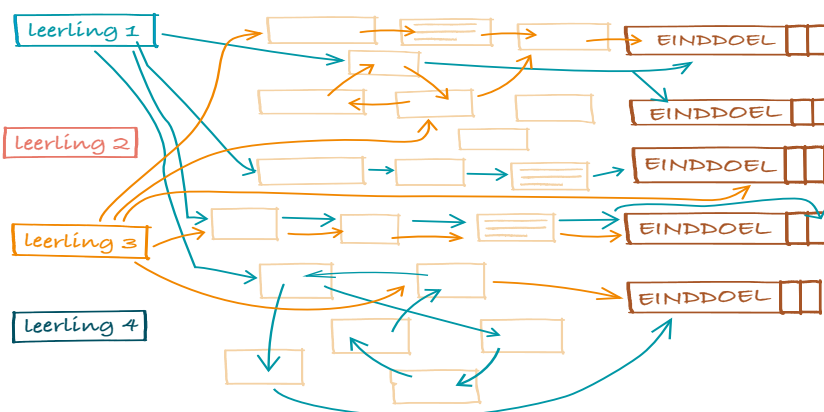 leerling 1
EINDDOEL
EINDDOEL
leerling 2
EINDDOEL
leerling 3
EINDDOEL
EINDDOEL
leerling 4